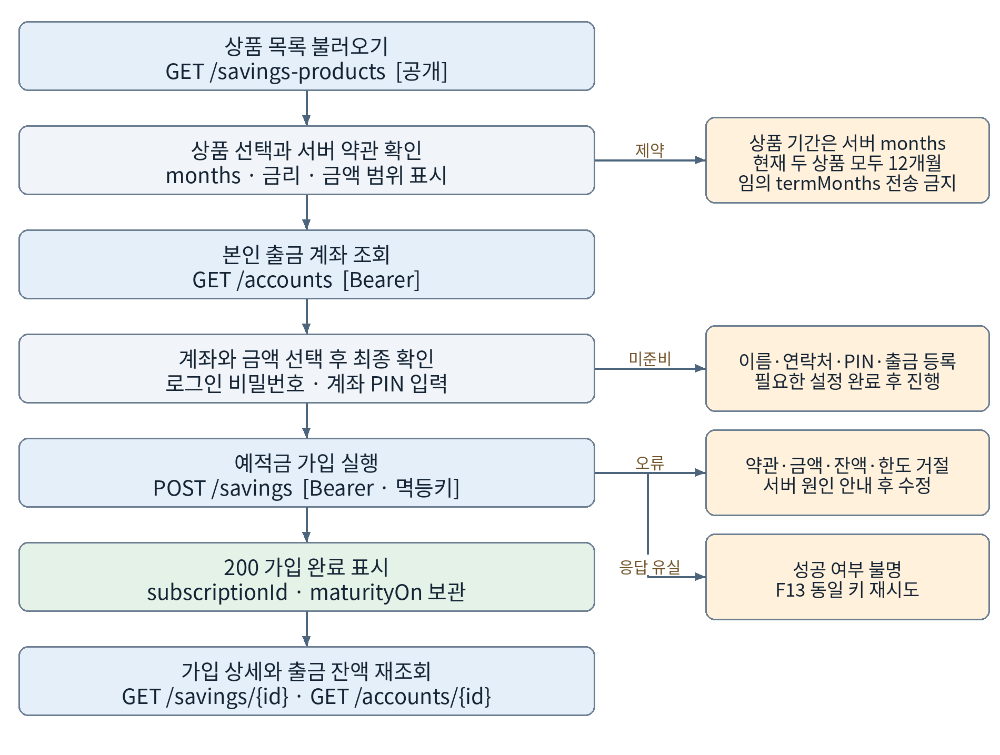 상품 목록 불러오기
GET /savings-products [공개]
상품 선택과 서버 약관 확인
months · 금리 · 금액 범위 표시
제약
상품 기간은 서버 months
현재 두 상품 모두 12개월
임의 termMonths 전송 금지
본인 출금 계좌 조회
GET /accounts [Bearer]
계좌와 금액 선택 후 최종 확인
로그인 비밀번호 · 계좌 PIN 입력
미준비
이름·연락처·PIN·출금 등록
필요한 설정 완료 후 진행
예적금 가입 실행
POST /savings [Bearer · 멱등키]
오류
약관·금액·잔액·한도 거절
서버 원인 안내 후 수정
200 가입 완료 표시
subscriptionId · maturityOn 보관
응답 유실
성공 여부 불명
F13 동일 키 재시도
가입 상세와 출금 잔액 재조회
GET /savings/{id} · GET /accounts/{id}